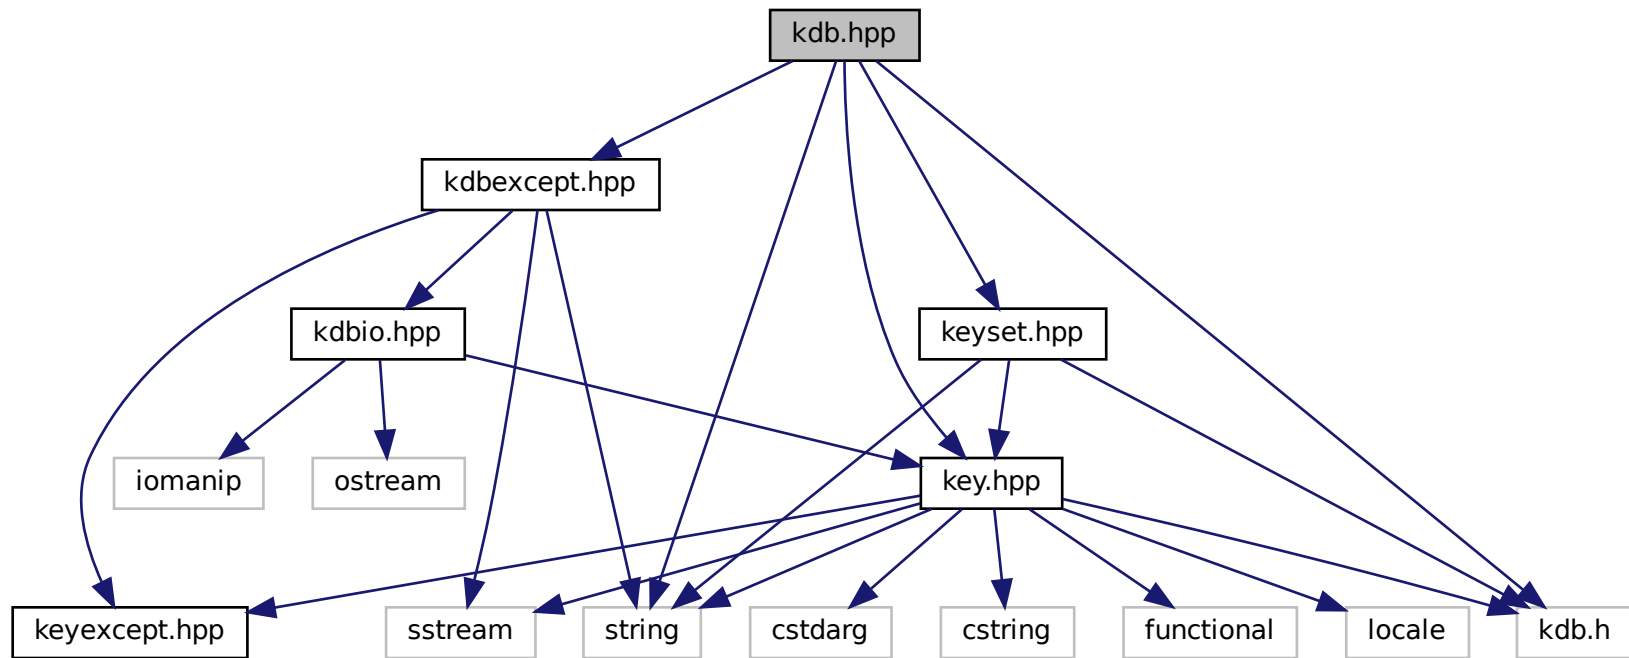 kdb.hpp
kdbexcept.hpp
kdbio.hpp
keyset.hpp
iomanip
ostream
key.hpp
keyexcept.hpp
sstream
string
cstdarg
cstring
functional
locale
kdb.h